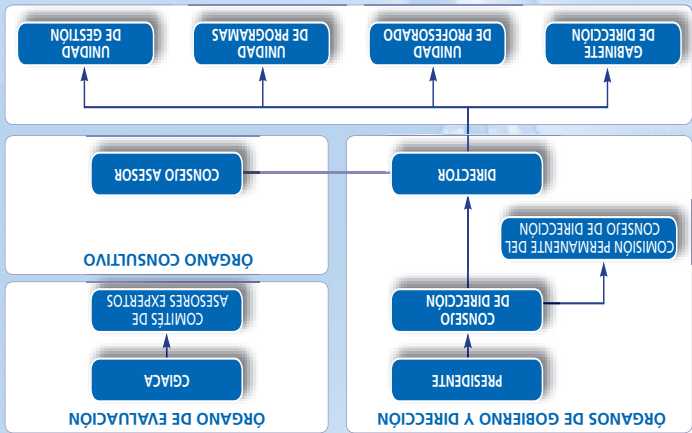 ÓRGANOS DE GOBIERNO Y DIRECCIÓN
PRESIDENTE
CONSEJO
DE DIRECCIÓN
COMISIÓN PERMANENTE DEL
CONSEJO DE DIRECCIÓN
DIRECTOR
ÓRGANO DE EVALUACIÓN
CGIACA
COMITÉS DE
ASESORES EXPERTOS
ÓRGANO CONSULTIVO
CONSEJO ASESOR
GABINETE
DE DIRECCIÓN
UNIDAD
DE PROFESORADO
UNIDAD
DE PROGRAMAS
UNIDAD
DE GESTIÓN